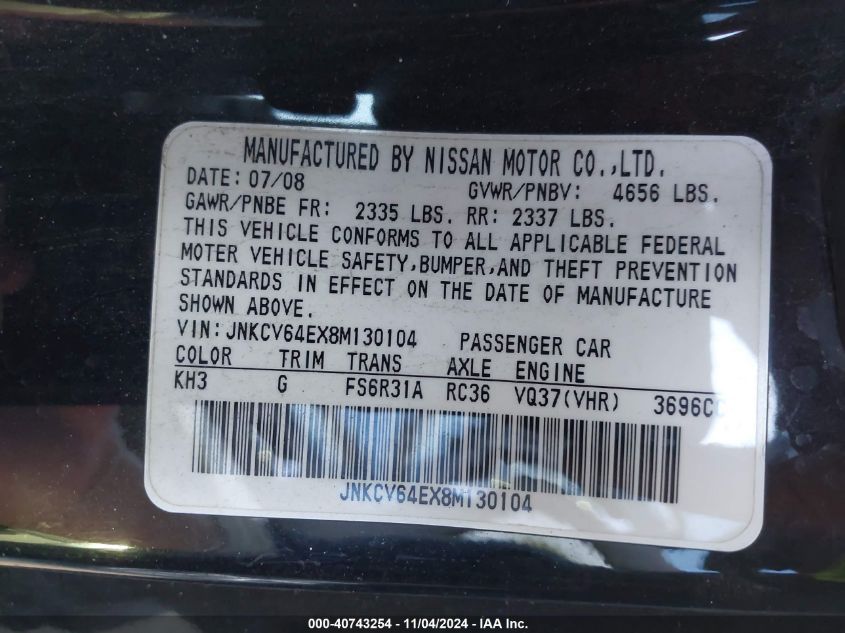 MANUFACTURED BY NISSAN MOTOR CO.,LTD.
DATE: 07/08 GVWR/PNBV: 4656 LBS.
GAWR/PNBE FR: 2335 LBS. RR: 2337 LBS.
THIS VEHICLE CONFORMS TO ALL APPLICABLE FEDERAL
MOTER VEHICLE SAFETY,BUMPER,AND THEFT PREVENTION
STANDARDS IN EFFECT ON THE DATE OF MANUFACTURE
SHOWN ABOVE.
VIN:JNKCV64EX8M130104 PASSENGER CAR
COLOR TRIM TRANS AXLE ENGINE
KH3 G FS6R31A RC36 VQ37(VHR) 3696CC
JNKCV64EX8M130104
000-40743254 - 11/04/2024 - IAA Inc.